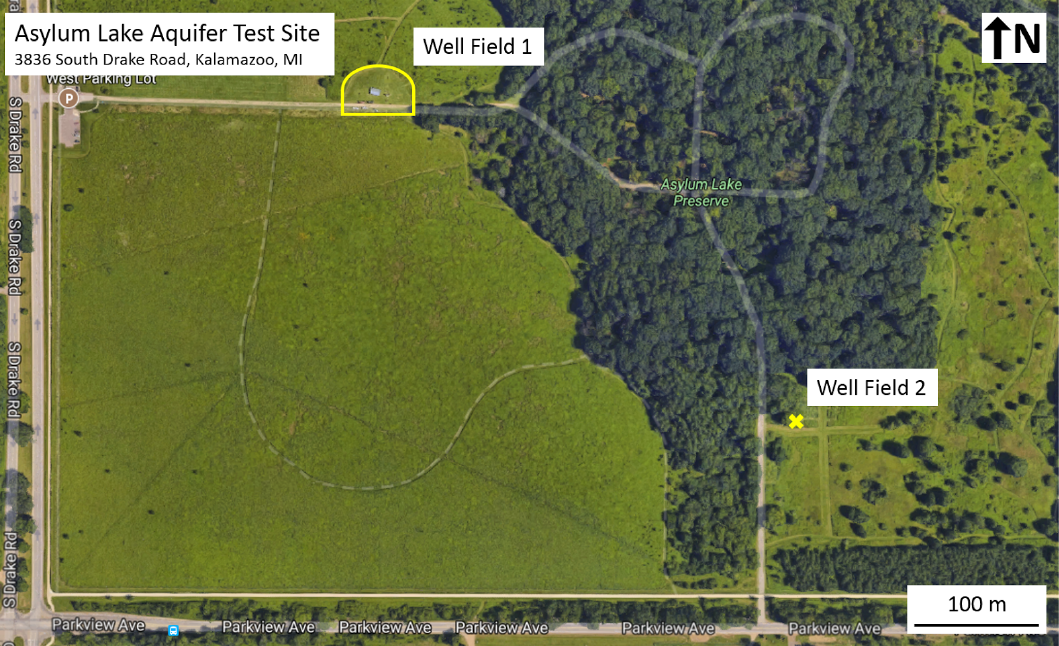 Asylum Lake Aquifer Test Site
3836 South Drake Road, Kalamazoo, MI
Well Field 1
N
West Parking Lot
P
S Drake Rd
S Drake Rd
S Drake Rd
S Drake Rd
Asylum Lake
Preserve
Well Field 2
100 m
Parkview Ave
Parkview Ave
Parkview Ave
Parkview Ave
Parkview Ave
Parkview Ave